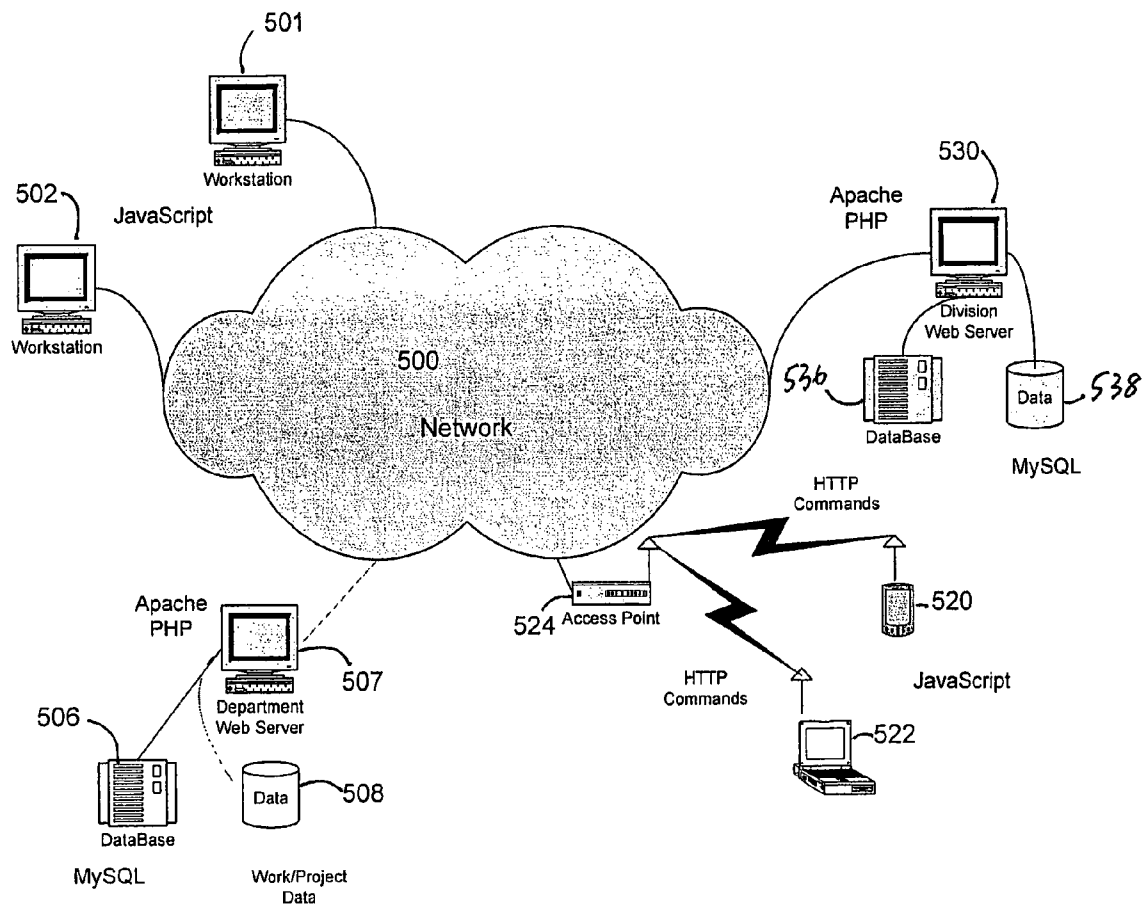 501
Workstation
502
JavaScript
Workstation
530
Apache
PHP
Division
Web Server
500
Network
536
DataBase
Data
538
MySQL
HTTP
Commands
524
Access Point
520
JavaScript
HTTP
Commands
522
Apache
PHP
507
Department
Web Server
506
DataBase
MySQL
Data
508
Work/Project
Data